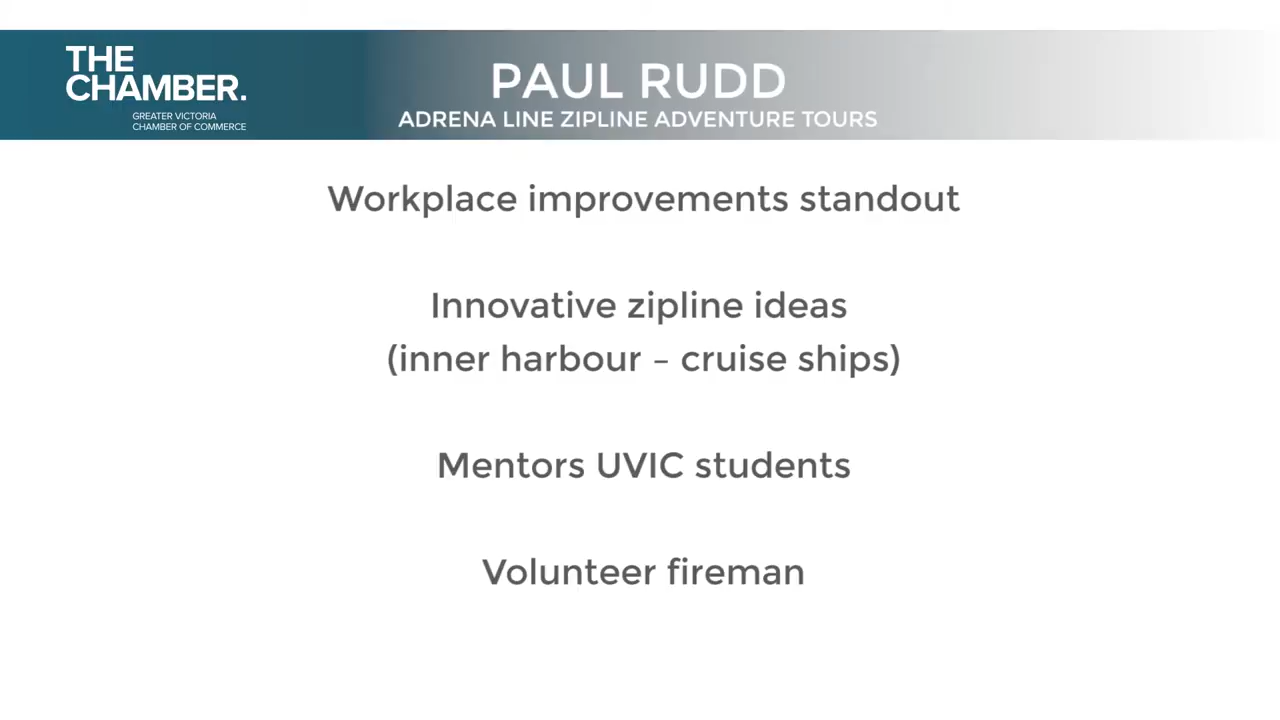 THE
CHAMBER.
GREATER VICTORIA
CHAMBER OF COMMERCE
PAUL RUDD
ADRENA LINE ZIPLINE ADVENTURE TOURS
Workplace improvements standout
Innovative zipline ideas
(inner harbour – cruise ships)
Mentors UVIC students
Volunteer fireman